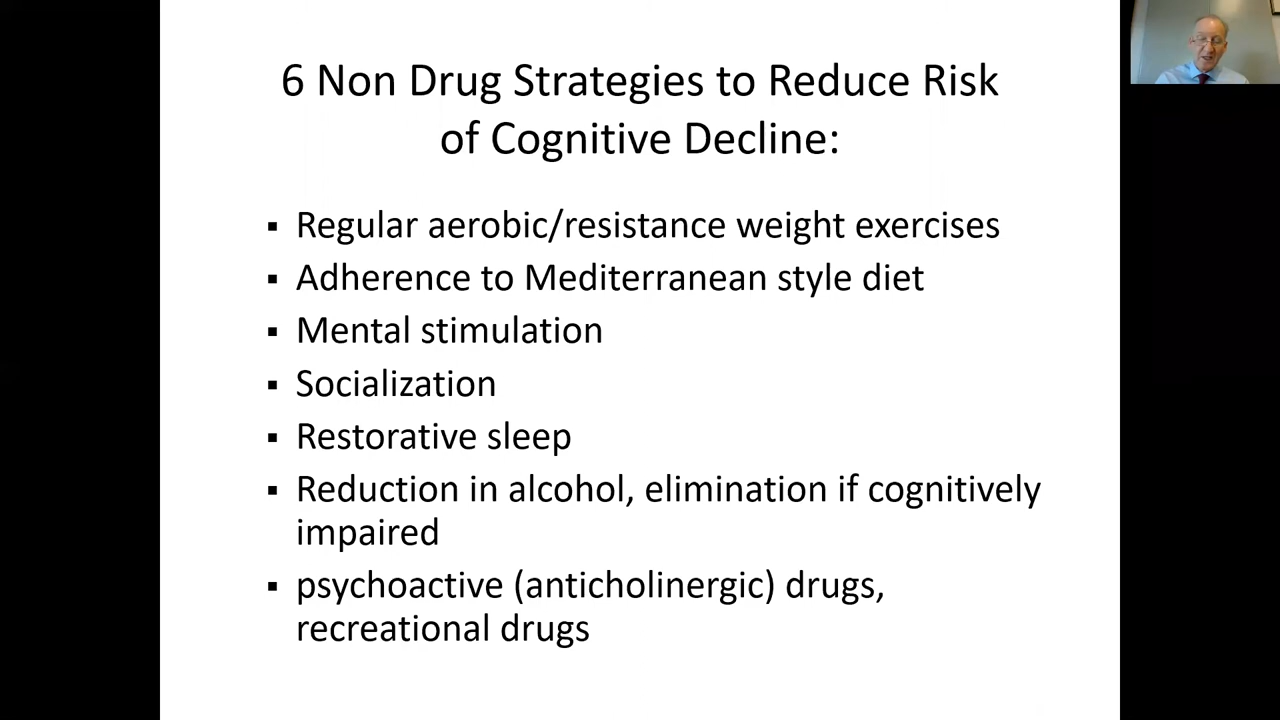 6 Non Drug Strategies to Reduce Risk
of Cognitive Decline:
▪ Regular aerobic/resistance weight exercises
▪ Adherence to Mediterranean style diet
▪ Mental stimulation
▪ Socialization
▪ Restorative sleep
▪ Reduction in alcohol, elimination if cognitively
impaired
▪ psychoactive (anticholinergic) drugs,
recreational drugs